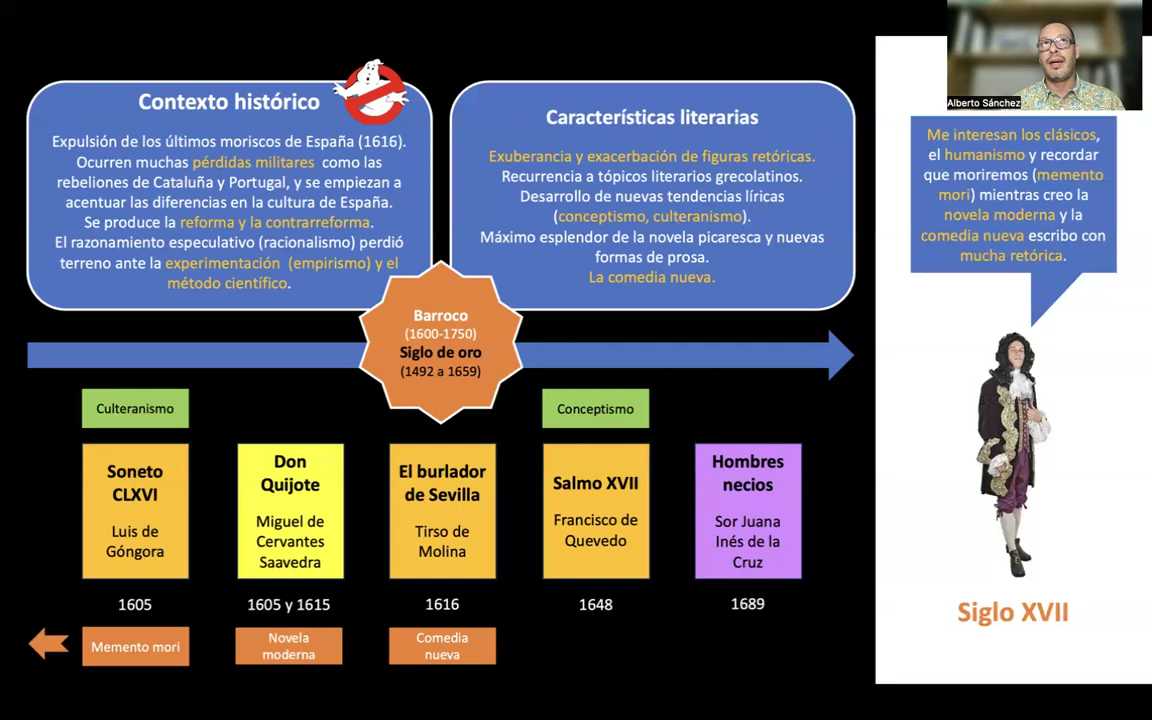 Alberto Sánchez
Contexto histórico
Expulsión de los últimos moriscos de España (1616).
Ocurren muchas pérdidas militares como las
rebeliones de Cataluña y Portugal, y se empiezan a
acentuar las diferencias en la cultura de España.
Se produce la reforma y la contrarreforma.
El razonamiento especulativo (racionalismo) perdió
terreno ante la experimentación (empirismo) y el
método científico.
Características literarias
Exuberancia y exacerbación de figuras retóricas.
Recurrencia a tópicos literarios grecolatinos.
Desarrollo de nuevas tendencias líricas
(conceptismo, culteranismo).
Máximo esplendor de la novela picaresca y nuevas
formas de prosa.
La comedia nueva.
Me interesan los clásicos,
el humanismo y recordar
que moriremos (memento
mori) mientras creo la
novela moderna y la
comedia nueva escribo con
mucha retórica.
Barroco
(1600-1750)
Siglo de oro
(1492 a 1659)
Culteranismo
Conceptismo
Soneto
CLXVI
Luis de
Góngora
Don
Quijote
Miguel de
Cervantes
Saavedra
El burlador
de Sevilla
Tirso de
Molina
Salmo XVII
Francisco de
Quevedo
Hombres
necios
Sor Juana
Inés de la
Cruz
1605
1605 y 1615
1616
1648
1689
Memento mori
Novela
moderna
Comedia
nueva
Siglo XVII